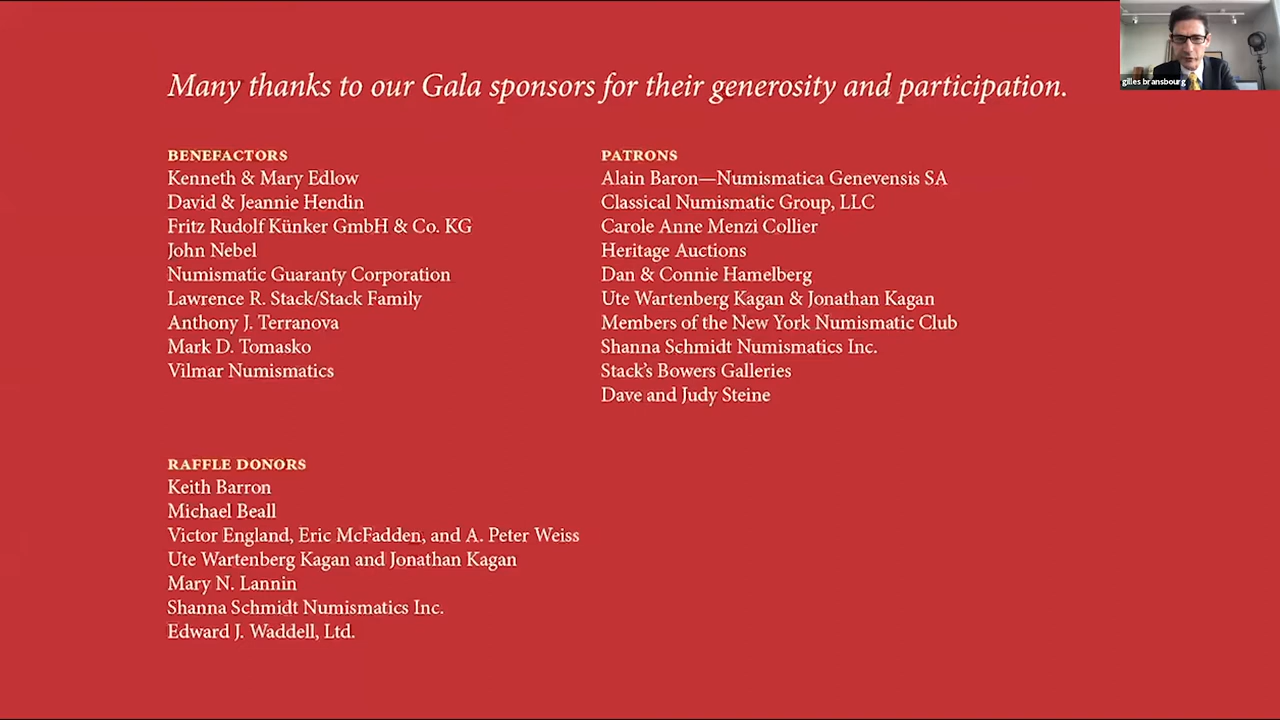 Many thanks to our Gala sponsors for their generosity and participation.
BENEFACTORS
Kenneth & Mary Edlow
David & Jeannie Hendin
Fritz Rudolf Künker GmbH & Co. KG
John Nebel
Numismatic Guaranty Corporation
Lawrence R. Stack/Stack Family
Anthony J. Terranova
Mark D. Tomasko
Vilmar Numismatics
PATRONS
Alain Baron—Numismatica Genevensis SA
Classical Numismatic Group, LLC
Carole Anne Menzi Collier
Heritage Auctions
Dan & Connie Hamelberg
Ute Wartenberg Kagan & Jonathan Kagan
Members of the New York Numismatic Club
Shanna Schmidt Numismatics Inc.
Stack's Bowers Galleries
Dave and Judy Steine
RAFFLE DONORS
Keith Barron
Michael Beall
Victor England, Eric McFadden, and A. Peter Weiss
Ute Wartenberg Kagan and Jonathan Kagan
Mary N. Lannin
Shanna Schmidt Numismatics Inc.
Edward J. Waddell, Ltd.
gilles bransbourg